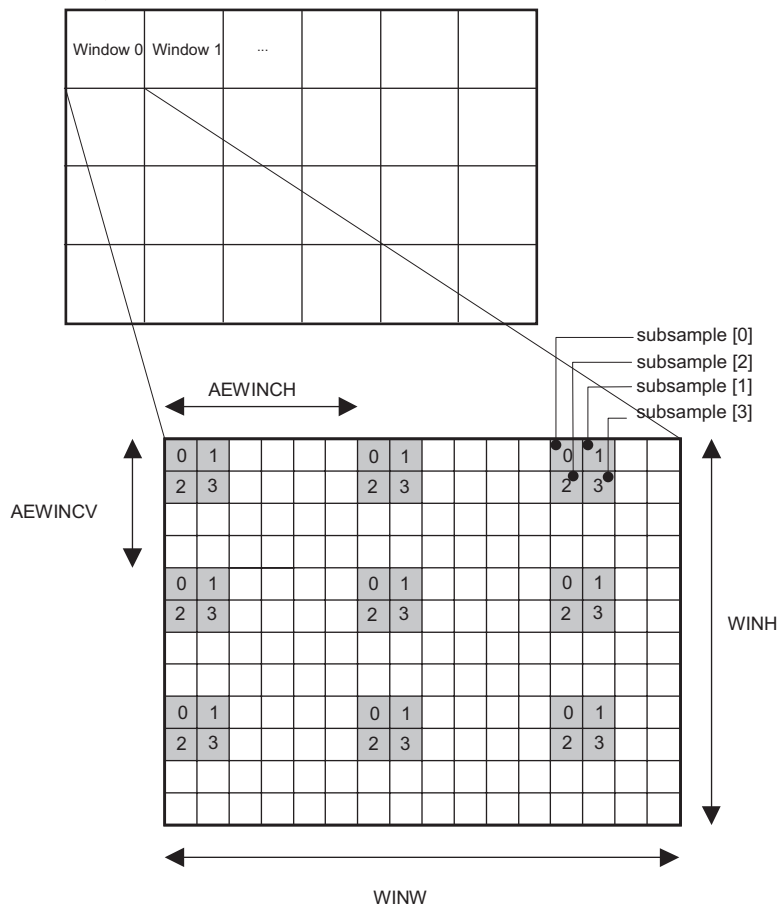 Window 0 Window 1 ...
subsample [0]
subsample [2]
subsample [1]
subsample [3]
AEWINCH
AEWINCV
0 1 0 1 0 1
2 3 2 3 2 3
0 1 0 1 0 1
2 3 2 3 2 3
WINH
0 1 0 1 0 1
2 3 2 3 2 3
WINW